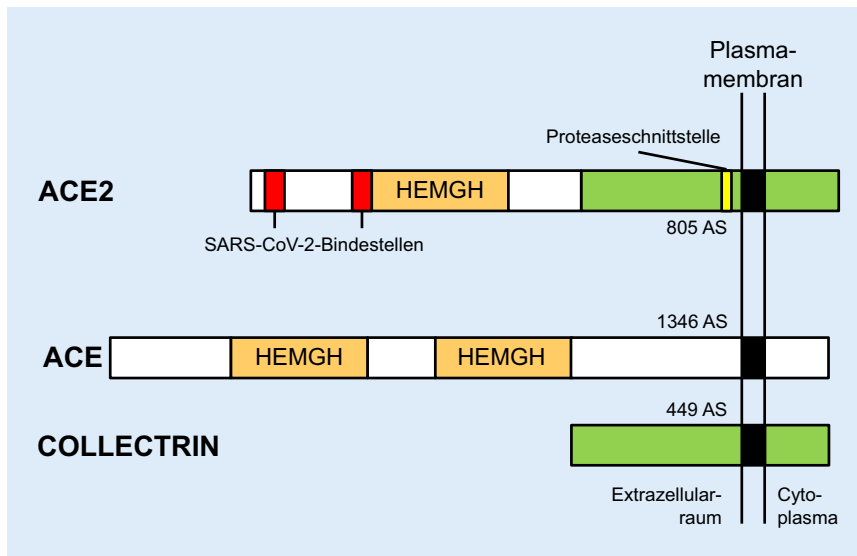 Plasma-
membran
Proteaseschnittstelle
ACE2
HEMGH
805 AS
SARS-CoV-2-Bindestellen
1346 AS
ACE
HEMGH
HEMGH
449 AS
COLLECTRIN
Extrazellular-
raum
Cyto-
plasma